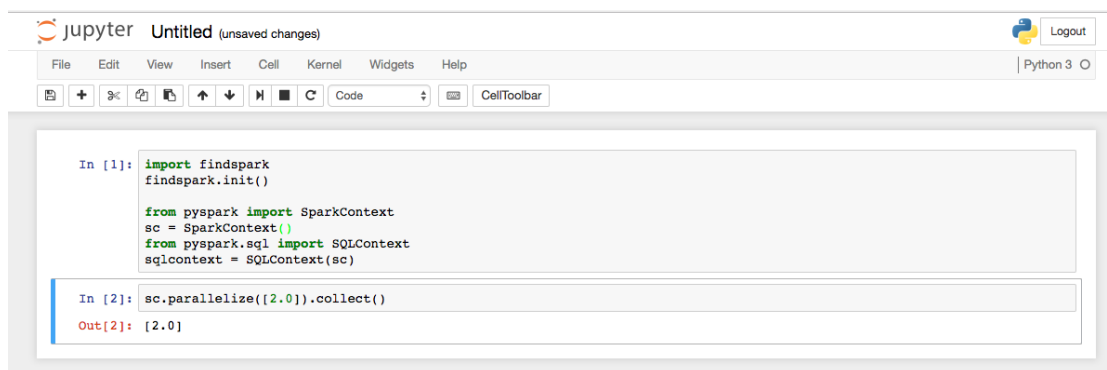 jupyter Untitled (unsaved changes) Logout
File Edit View Insert Cell Kernel Widgets Help Python 3
Code CellToolbar
In [1]: import findspark
findspark.init()
from pyspark import SparkContext
sc = SparkContext()
from pyspark.sql import SQLContext
sqlcontext = SQLContext(sc)
In [2]: sc.parallelize([2.0]).collect()
Out[2]: [2.0]